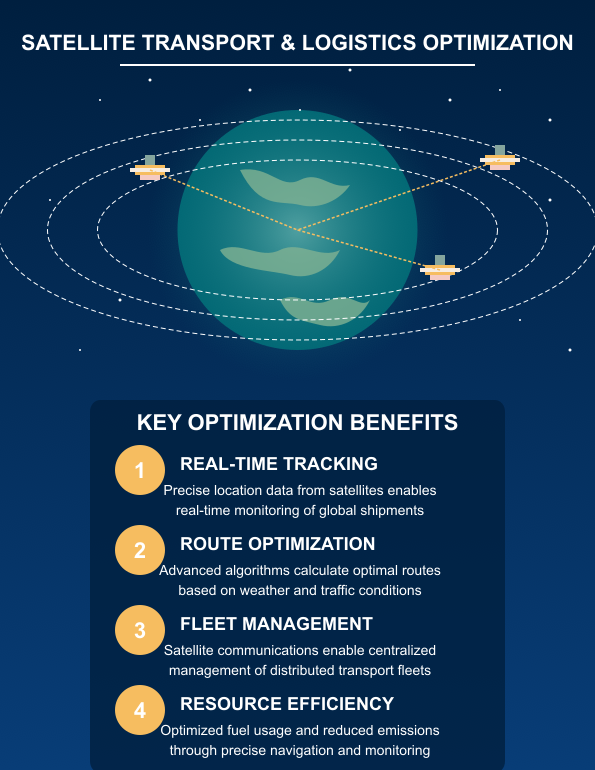 SATELLITE TRANSPORT & LOGISTICS OPTIMIZATION
KEY OPTIMIZATION BENEFITS
1
REAL-TIME TRACKING
Precise location data from satellites enables
real-time monitoring of global shipments
2
ROUTE OPTIMIZATION
Advanced algorithms calculate optimal routes
based on weather and traffic conditions
3
FLEET MANAGEMENT
Satellite communications enable centralized
management of distributed transport fleets
4
RESOURCE EFFICIENCY
Optimized fuel usage and reduced emissions
through precise navigation and monitoring